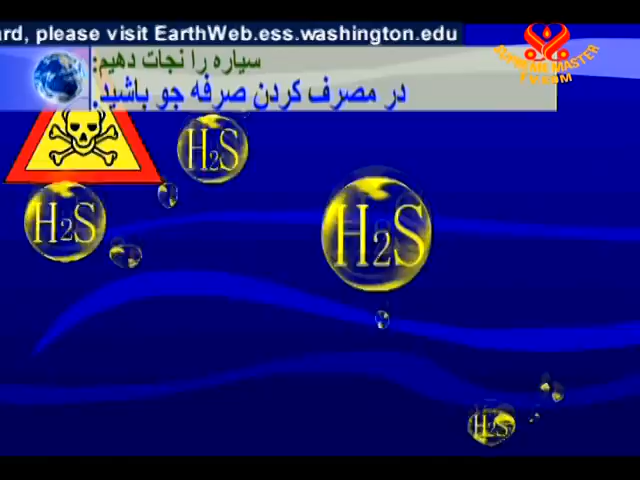 ard, please visit EarthWeb.ess.washington.edu
سیاره را نجات دهیم:
در مصرف کردن صرفه جو باشید.
SUPREME MASTER
TV.COM
H2S
H2S
H2S
H2S